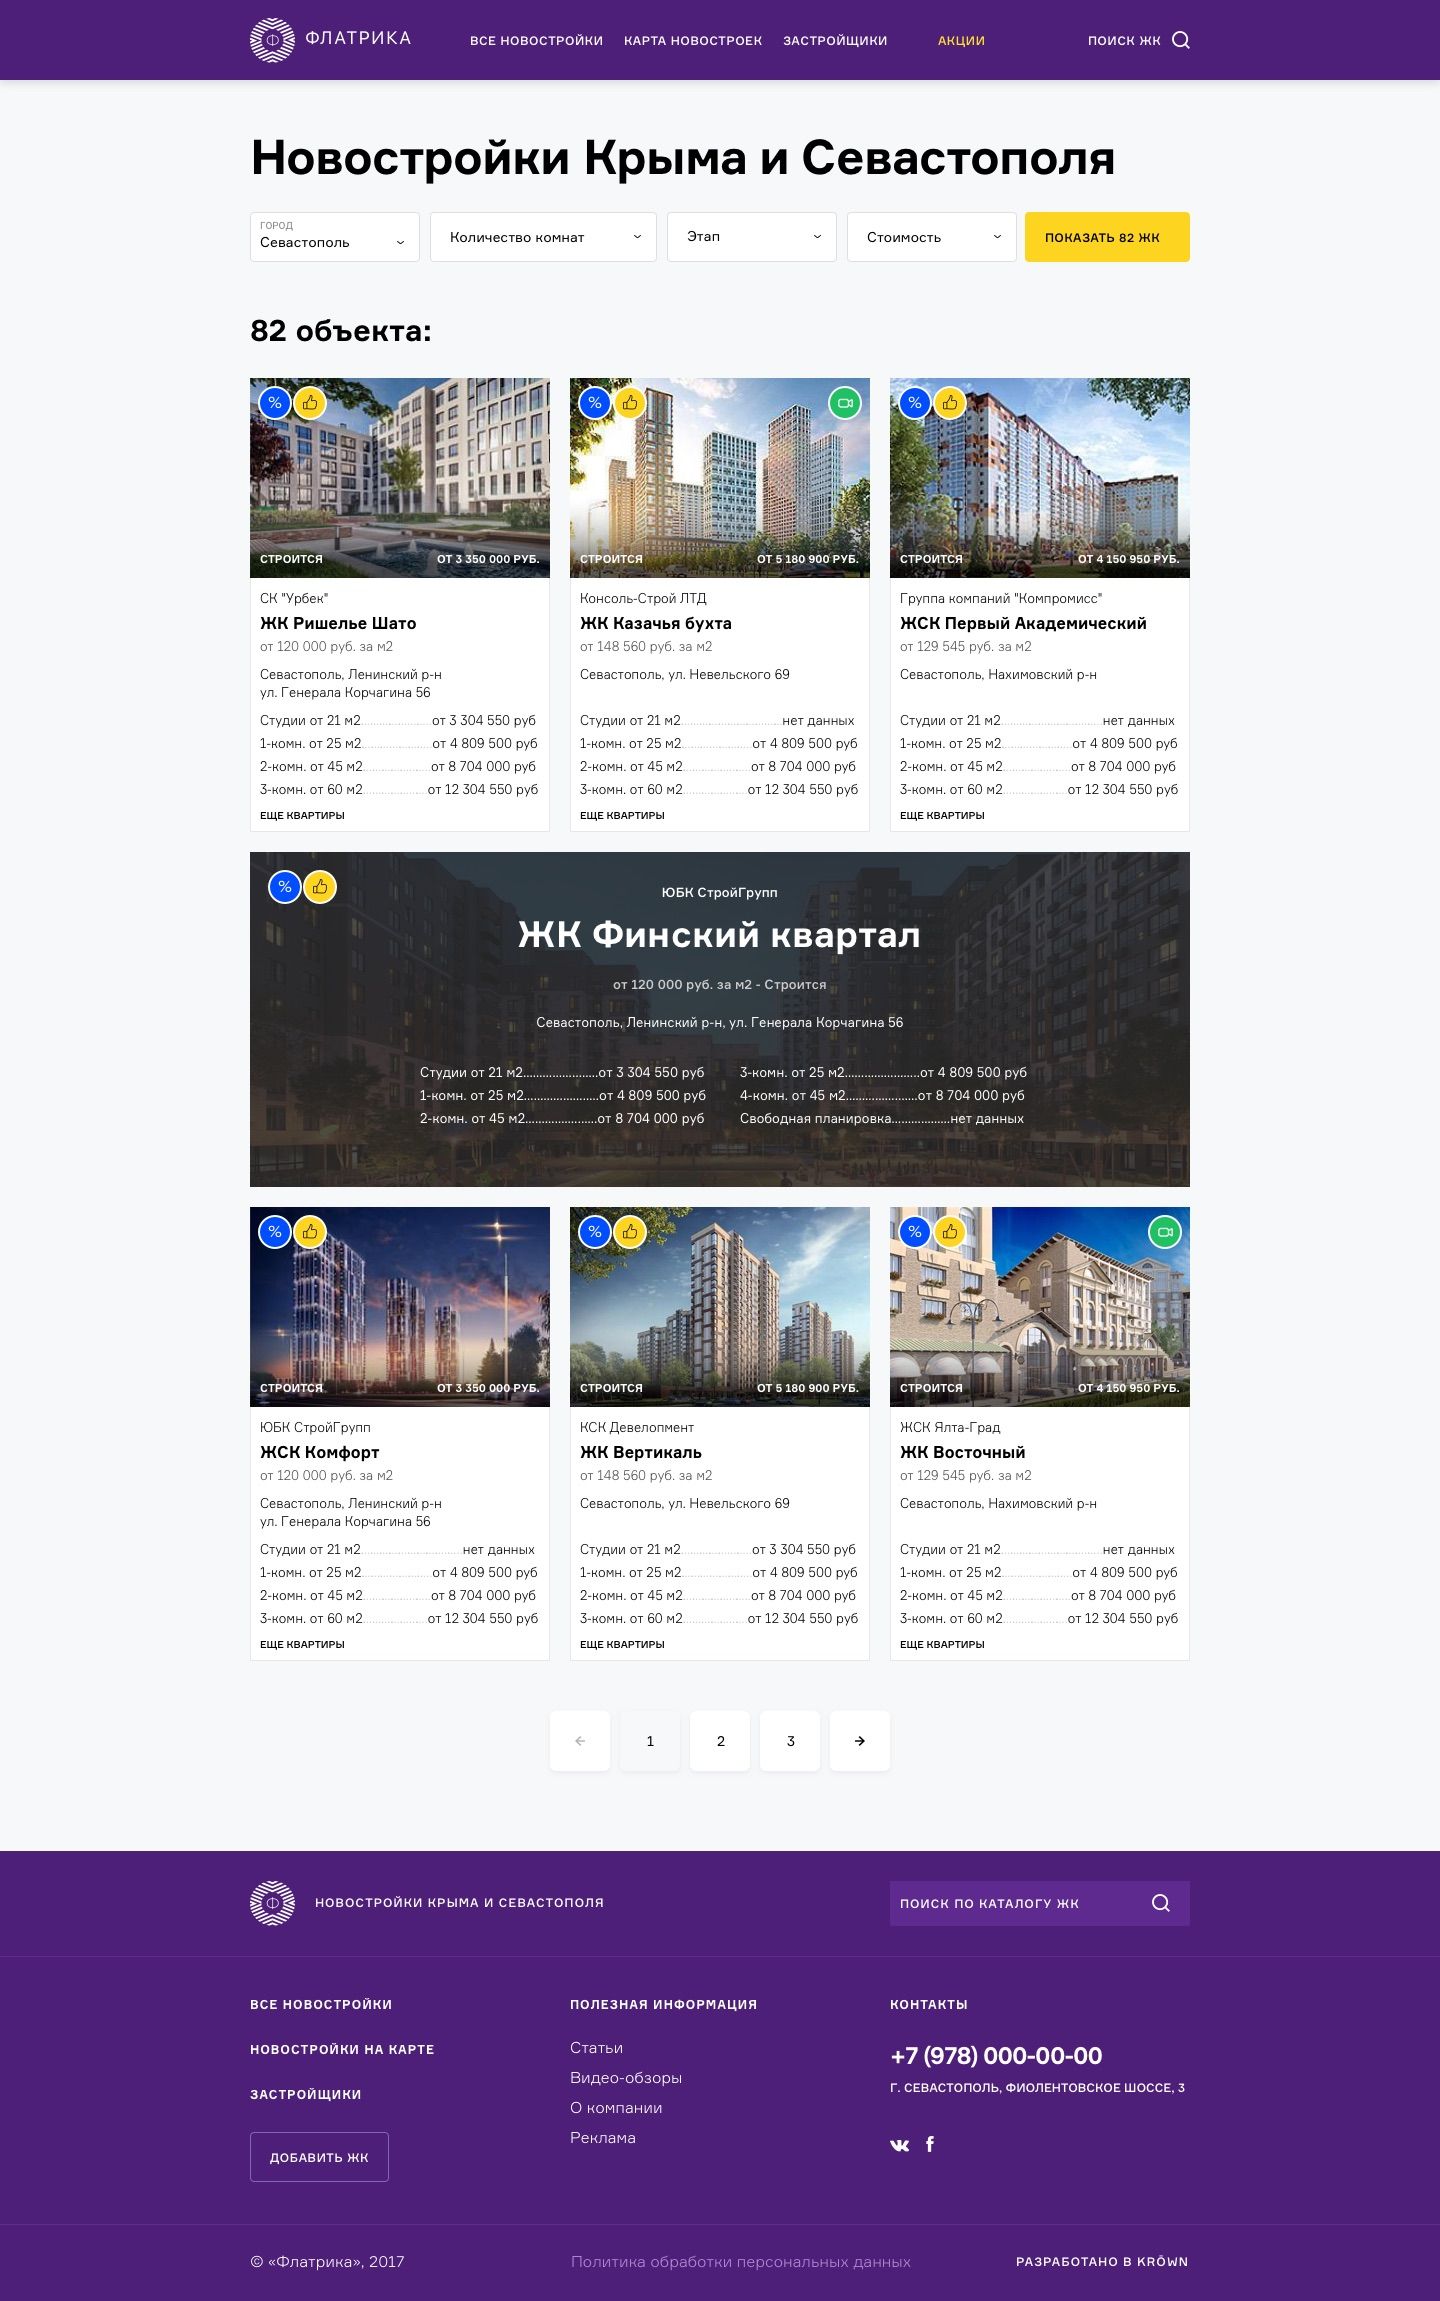 ФЛАТРИКА
ВСЕ НОВОСТРОЙКИ КАРТА НОВОСТРОЕК ЗАСТРОЙЩИКИ АКЦИИ ПОИСК ЖК
Новостройки Крыма и Севастополя
ГОРОД
Севастополь
Количество комнат
Этап
Стоимость
ПОКАЗАТЬ 82 ЖК
82 объекта:
%
СТРОИТСЯ ОТ 3 350 000 РУБ.
СК "Урбек"
ЖК Ришелье Шато
от 120 000 руб. за м2
Севастополь, Ленинский р-н
ул. Генерала Корчагина 56
Студии от 21 м2......................от 3 304 550 руб
1-комн. от 25 м2......................от 4 809 500 руб
2-комн. от 45 м2.....................от 8 704 000 руб
3-комн. от 60 м2................... от 12 304 550 руб
ЕЩЕ КВАРТИРЫ
%
СТРОИТСЯ ОТ 5 180 900 РУБ.
Консоль-Строй ЛТД
ЖК Казачья бухта
от 148 560 руб. за м2
Севастополь, ул. Невельского 69
Студии от 21 м2...............................нет данных
1-комн. от 25 м2......................от 4 809 500 руб
2-комн. от 45 м2.....................от 8 704 000 руб
3-комн. от 60 м2................... от 12 304 550 руб
ЕЩЕ КВАРТИРЫ
%
СТРОИТСЯ ОТ 4 150 950 РУБ.
Группа компаний "Компромисс"
ЖСК Первый Академический
от 129 545 руб. за м2
Севастополь, Нахимовский р-н
Студии от 21 м2...............................нет данных
1-комн. от 25 м2......................от 4 809 500 руб
2-комн. от 45 м2.....................от 8 704 000 руб
3-комн. от 60 м2................... от 12 304 550 руб
ЕЩЕ КВАРТИРЫ
%
ЮБК СтройГрупп
ЖК Финский квартал
от 120 000 руб. за м2 - Строится
Севастополь, Ленинский р-н, ул. Генерала Корчагина 56
Студии от 21 м2.......................от 3 304 550 руб
1-комн. от 25 м2.......................от 4 809 500 руб
2-комн. от 45 м2......................от 8 704 000 руб
3-комн. от 25 м2.......................от 4 809 500 руб
4-комн. от 45 м2......................от 8 704 000 руб
Свободная планировка..................нет данных
%
СТРОИТСЯ ОТ 3 350 000 РУБ.
ЮБК СтройГрупп
ЖСК Комфорт
от 120 000 руб. за м2
Севастополь, Ленинский р-н
ул. Генерала Корчагина 56
Студии от 21 м2...............................нет данных
1-комн. от 25 м2......................от 4 809 500 руб
2-комн. от 45 м2.....................от 8 704 000 руб
3-комн. от 60 м2....................от 12 304 550 руб
ЕЩЕ КВАРТИРЫ
%
СТРОИТСЯ ОТ 5 180 900 РУБ.
КСК Девелопмент
ЖК Вертикаль
от 148 560 руб. за м2
Севастополь, ул. Невельского 69
Студии от 21 м2......................от 3 304 550 руб
1-комн. от 25 м2......................от 4 809 500 руб
2-комн. от 45 м2.....................от 8 704 000 руб
3-комн. от 60 м2....................от 12 304 550 руб
ЕЩЕ КВАРТИРЫ
%
СТРОИТСЯ ОТ 4 150 950 РУБ.
ЖСК Ялта-Град
ЖК Восточный
от 129 545 руб. за м2
Севастополь, Нахимовский р-н
Студии от 21 м2...............................нет данных
1-комн. от 25 м2......................от 4 809 500 руб
2-комн. от 45 м2.....................от 8 704 000 руб
3-комн. от 60 м2....................от 12 304 550 руб
ЕЩЕ КВАРТИРЫ
← 1 2 3 →
Ф НОВОСТРОЙКИ КРЫМА И СЕВАСТОПОЛЯ
ПОИСК ПО КАТАЛОГУ ЖК
ВСЕ НОВОСТРОЙКИ
НОВОСТРОЙКИ НА КАРТЕ
ЗАСТРОЙЩИКИ
ДОБАВИТЬ ЖК
ПОЛЕЗНАЯ ИНФОРМАЦИЯ
Статьи
Видео-обзоры
О компании
Реклама
КОНТАКТЫ
+7 (978) 000-00-00
Г. СЕВАСТОПОЛЬ, ФИОЛЕНТОВСКОЕ ШОССЕ, 3
© «Флатрика», 2017
Политика обработки персональных данных
РАЗРАБОТАНО В KRÖWN